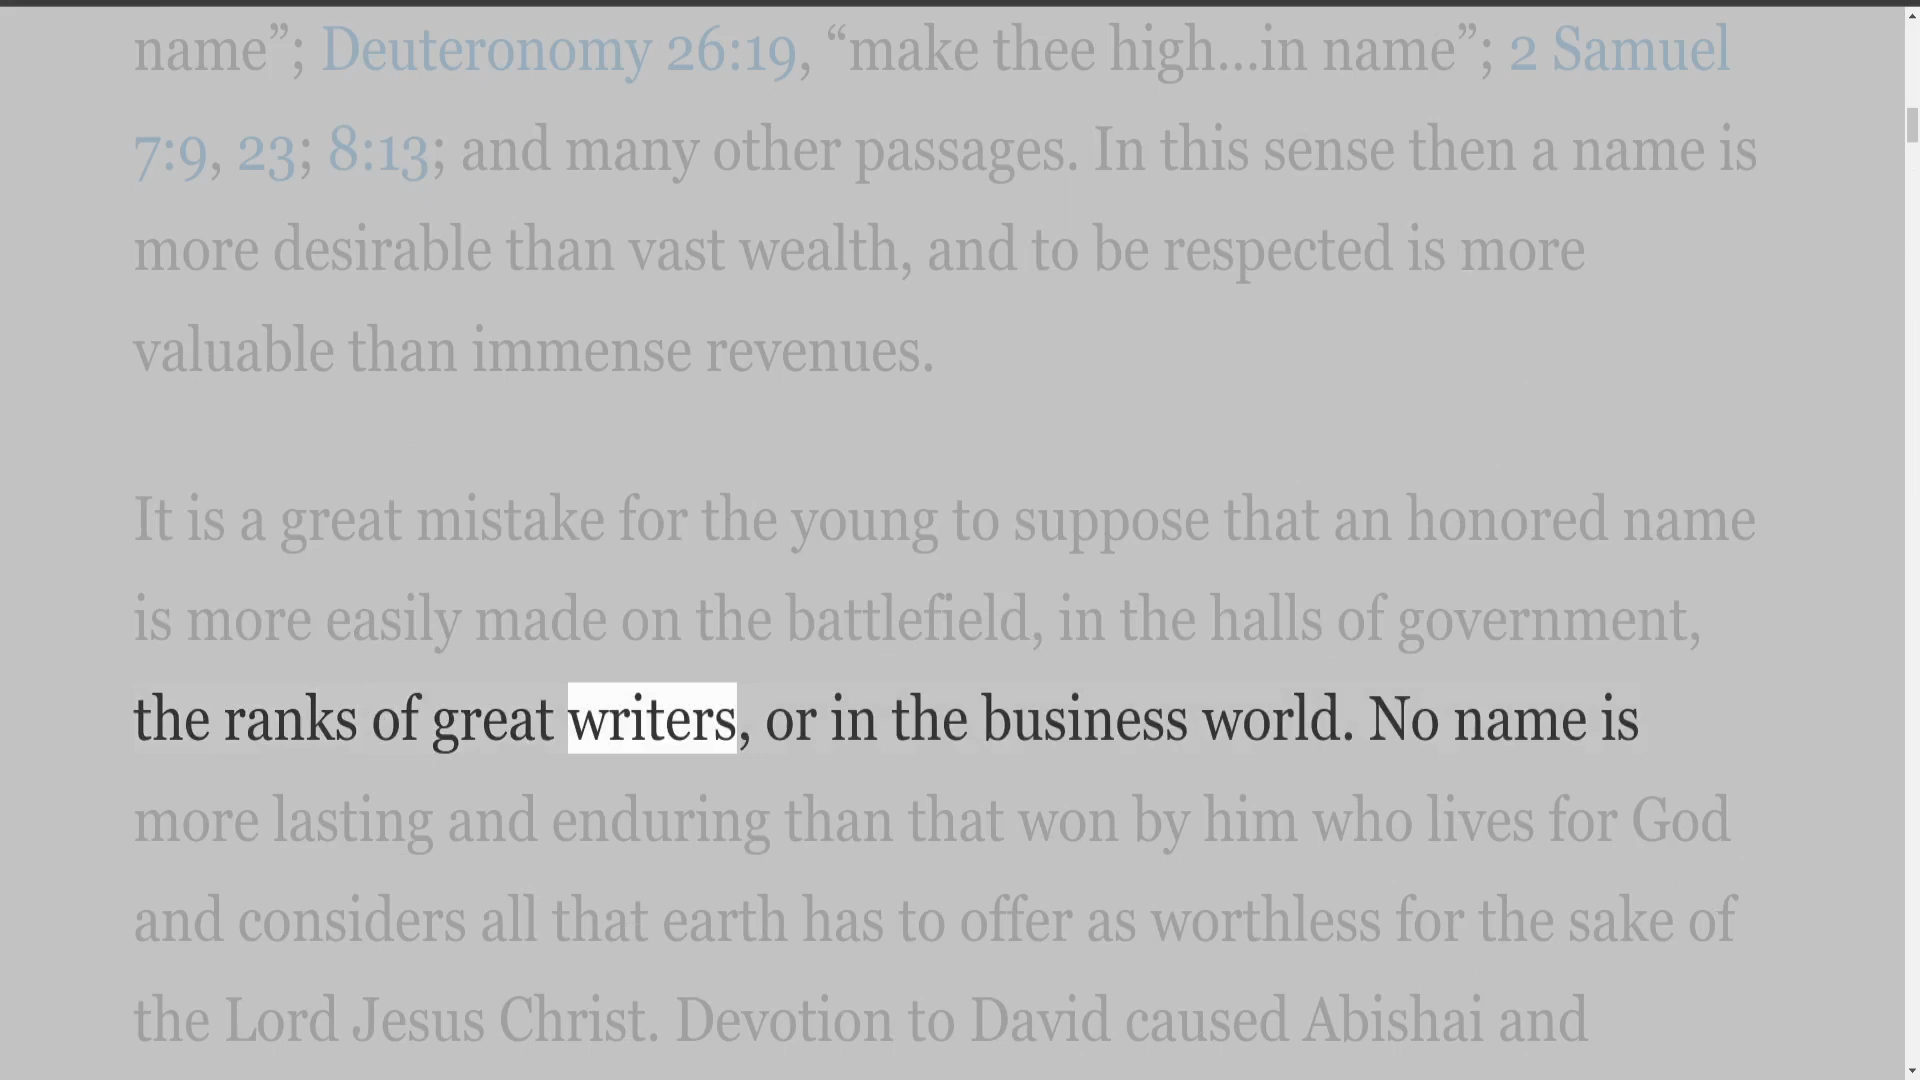 name”; Deuteronomy 26:19, “make thee high...in name”; 2 Samuel
7:9, 23; 8:13; and many other passages. In this sense then a name is
more desirable than vast wealth, and to be respected is more
valuable than immense revenues.
It is a great mistake for the young to suppose that an honored name
is more easily made on the battlefield, in the halls of government,
the ranks of great writers, or in the business world. No name is
more lasting and enduring than that won by him who lives for God
and considers all that earth has to offer as worthless for the sake of
the Lord Jesus Christ. Devotion to David caused Abishai and